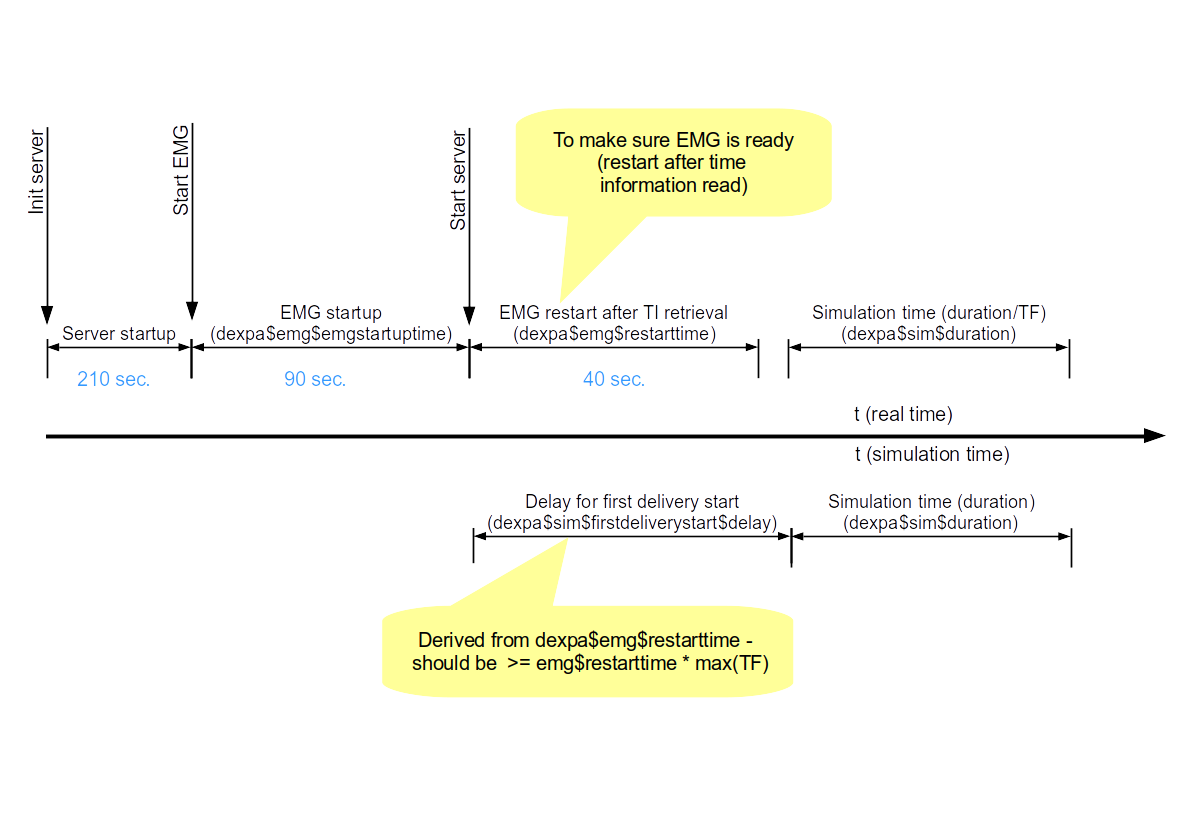 Init server
Start EMG
Start server
To make sure EMG is ready
(restart after time
information read)
Server startup
EMG startup
(dexpa$emg$emgstartuptime)
EMG restart after TI retrieval
(dexpa$emg$restarttime)
Simulation time (duration/TF)
(dexpa$sim$duration)
210 sec.
90 sec.
40 sec.
t (real time)
t (simulation time)
Delay for first delivery start
(dexpa$sim$firstdeliverystart$delay)
Simulation time (duration)
(dexpa$sim$duration)
Derived from dexpa$emg$restarttime -
should be  >= emg$restarttime * max(TF)